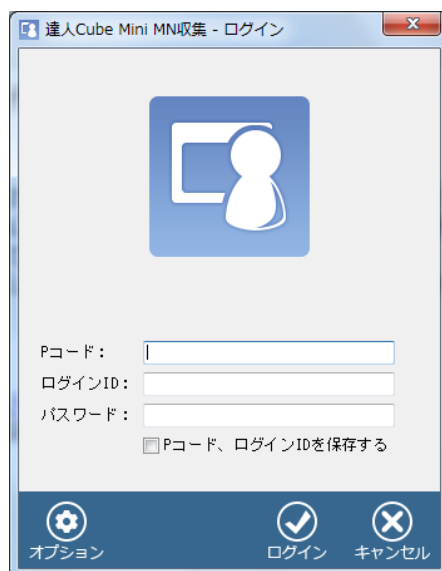 達人Cube Mini MN収集 - ログイン
Pコード：
ログインID：
パスワード：
Pコード、ログインIDを保存する
オプション
ログイン
キャンセル